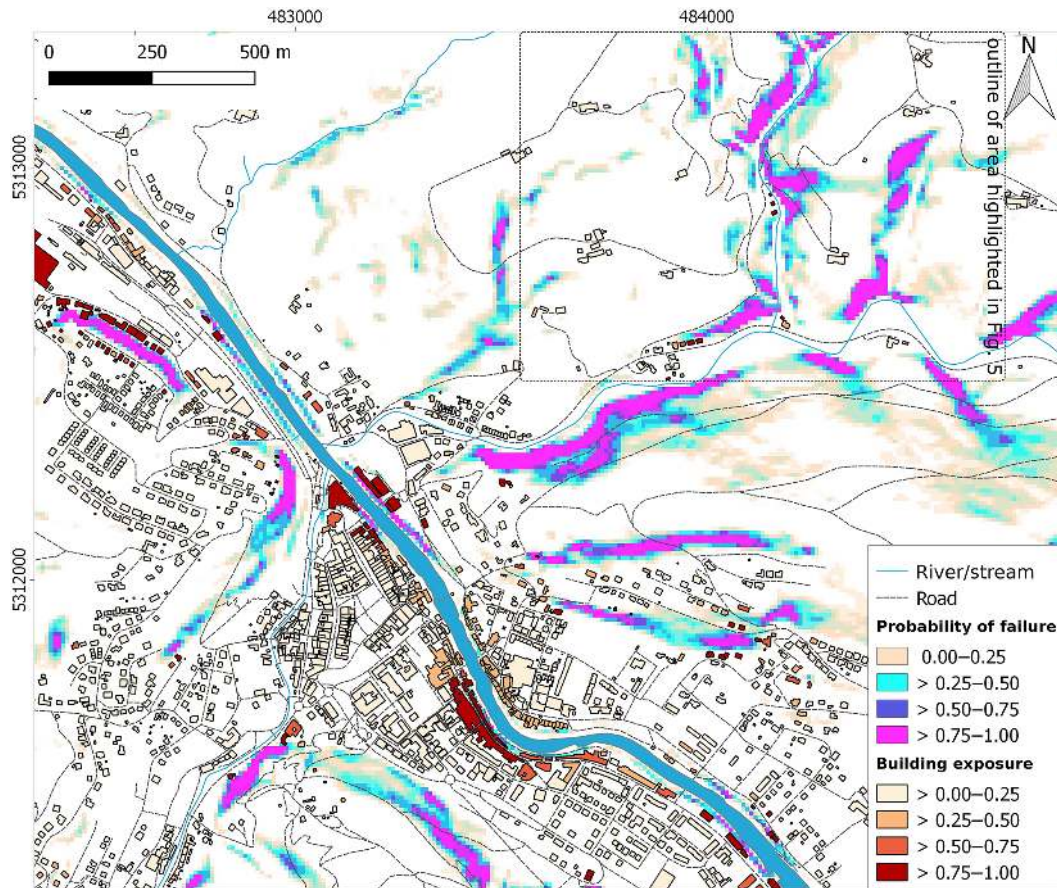 483000
484000
0 250 500 m
N
5313000
5312000
outline of area highlighted in Fig. 5
River/stream
Road
Probability of failure
0.00–0.25
> 0.25–0.50
> 0.50–0.75
> 0.75–1.00
Building exposure
> 0.00–0.25
> 0.25–0.50
> 0.50–0.75
> 0.75–1.00